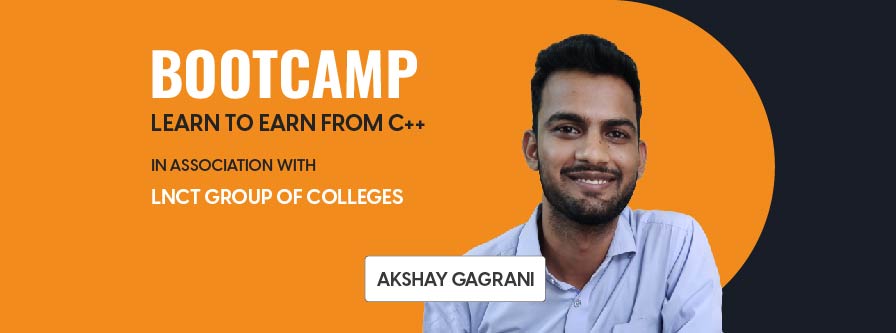 BOOTCAMP
LEARN TO EARN FROM C++
IN ASSOCIATION WITH
LNCT GROUP OF COLLEGES
AKSHAY GAGRANI